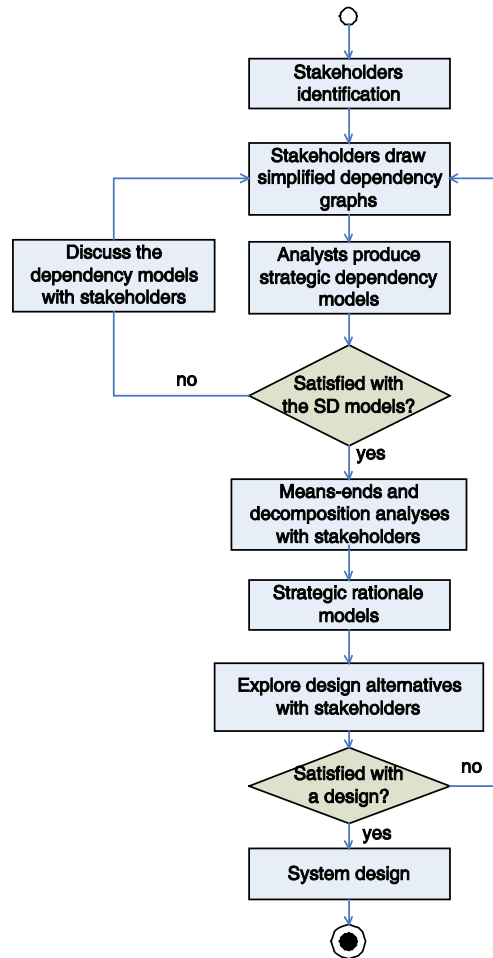 Stakeholders
identification
Stakeholders draw
simplified dependency
graphs
Discuss the
dependency models
with stakeholders
Analysts produce
strategic dependency
models
no
Satisfied with
the SD models?
yes
Means-ends and
decomposition analyses
with stakeholders
Strategic rationale
models
Explore design alternatives
with stakeholders
Satisfied with
a design?
no
yes
System design